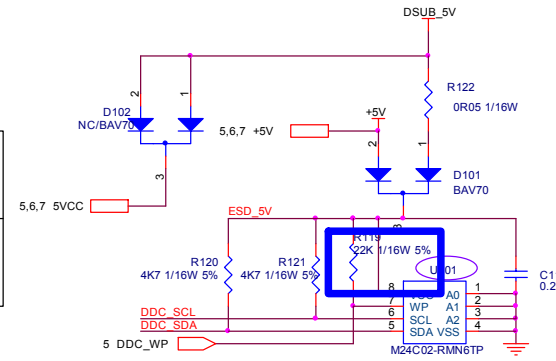 DSUB_5V
2
1
R122
0R05 1/16W
D102
NC/BAV70
+5V
5,6,7 +5V
3
2
1
D101
BAV70
5,6,7 5VCC
ESD_5V
R119
22K 1/16W 5%
R120
4K7 1/16W 5%
R121
4K7 1/16W 5%
C1
0.2
8
7 WP A0 1
6 SCL A1 2
5 SDA A2 3
VSS 4
DDC_SCL
DDC_SDA
5 DDC_WP
M24C02-RMN6TP